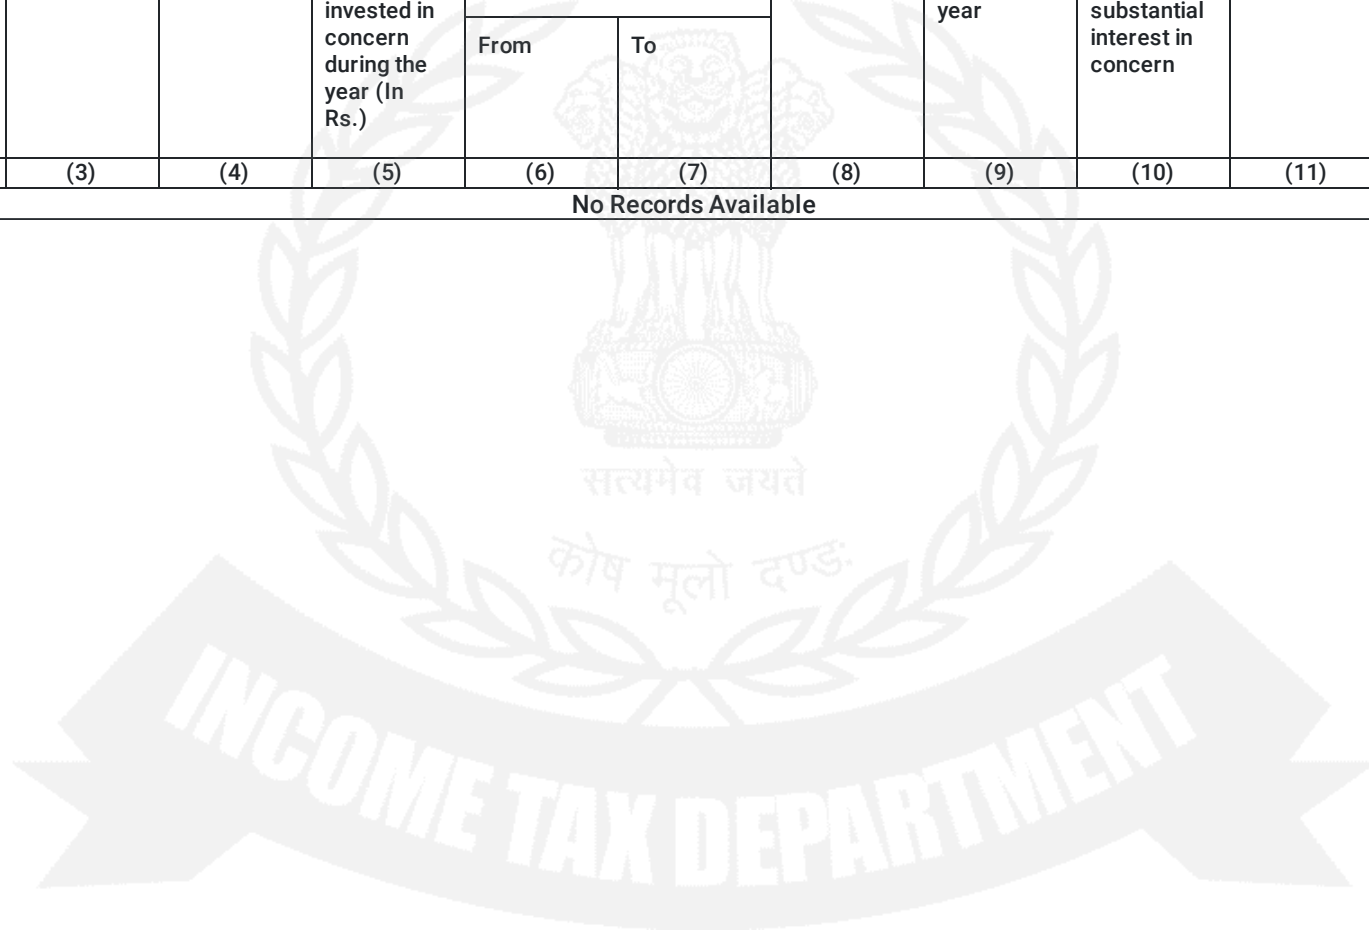 invested in
concern
during the
year (In
Rs.)
From
To
year
substantial
interest in
concern
(3) (4) (5) (6) (7) (8) (9) (10) (11)
No Records Available
सत्यमेव जयते
कोष मूलो दण्डः
INCOME TAX DEPARTMENT